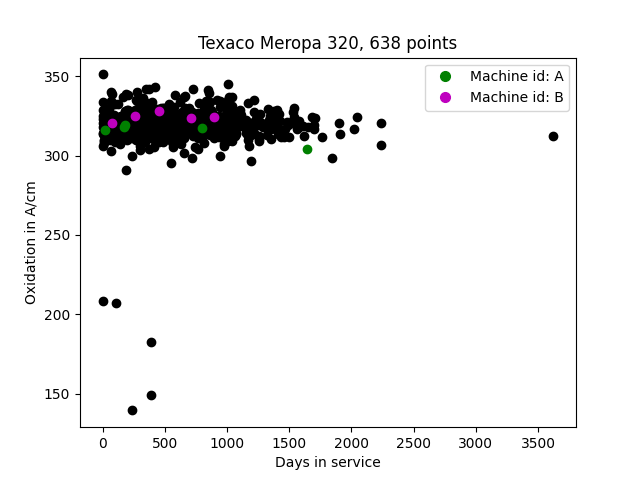 Texaco Meropa 320, 638 points
Machine id: A
Machine id: B
350
300
250
200
150
Oxidation in A/cm
0 500 1000 1500 2000 2500 3000 3500
Days in service